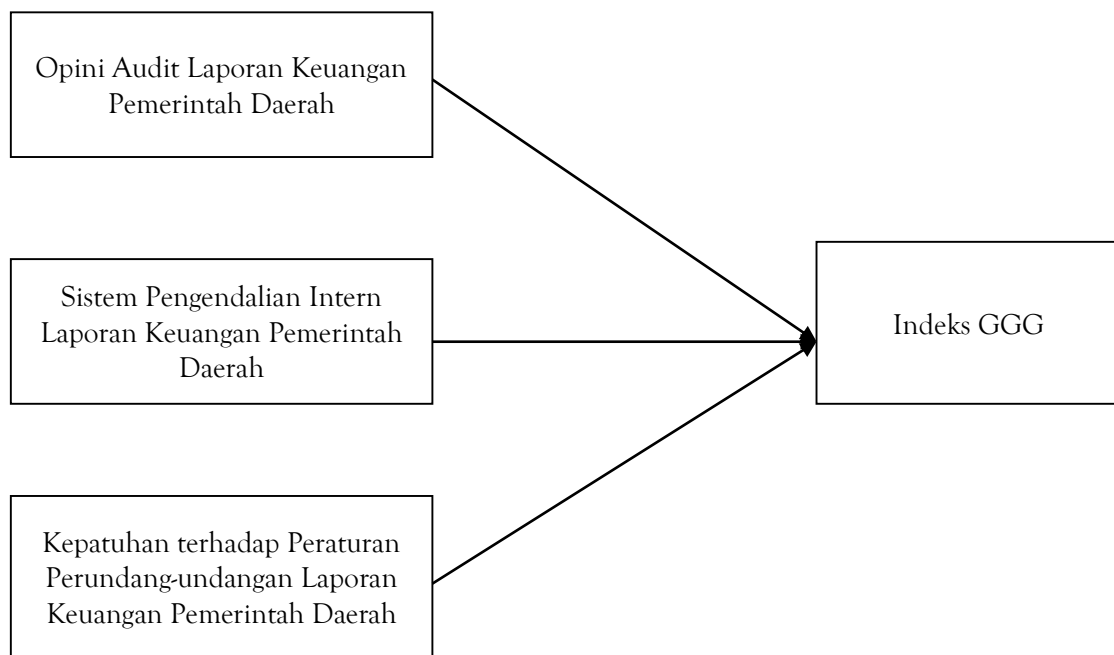 Opini Audit Laporan Keuangan
Pemerintah Daerah
Sistem Pengendalian Intern
Laporan Keuangan Pemerintah
Daerah
Indeks GGG
Kepatuhan terhadap Peraturan
Perundang-undangan Laporan
Keuangan Pemerintah Daerah